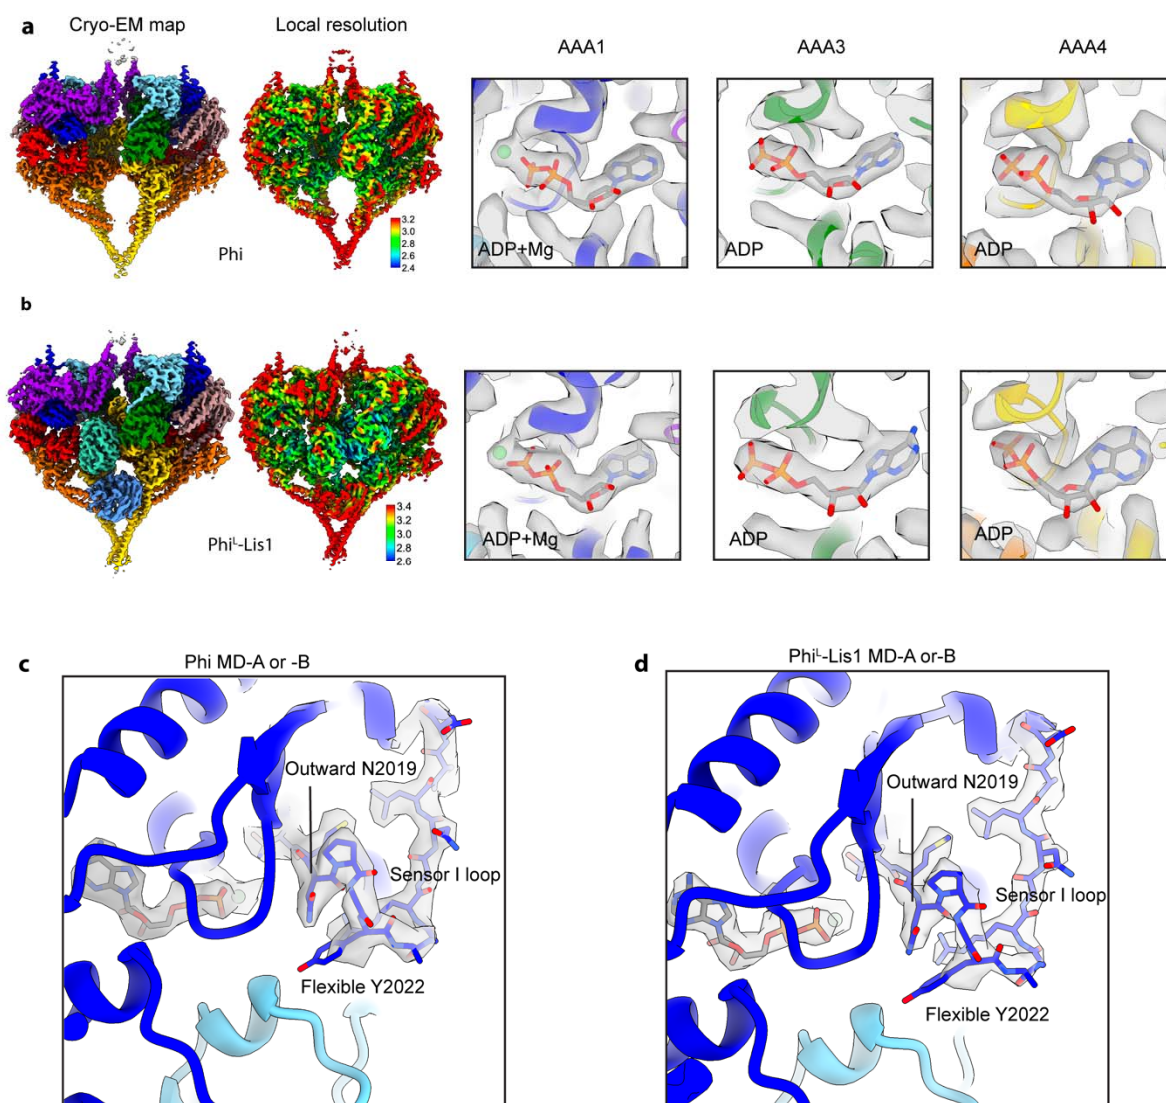 a
Cryo-EM map
Local resolution
AAA1
AAA3
AAA4
Phi
3.2
3.0
2.8
2.6
2.4
ADP+Mg
ADP
ADP
b
Phiᴸ-Lis1
3.4
3.2
3.0
2.8
2.6
ADP+Mg
ADP
ADP
c
Phi MD-A or -B
Outward N2019
Sensor I loop
Flexible Y2022
d
Phiᴸ-Lis1 MD-A or-B
Outward N2019
Sensor I loop
Flexible Y2022